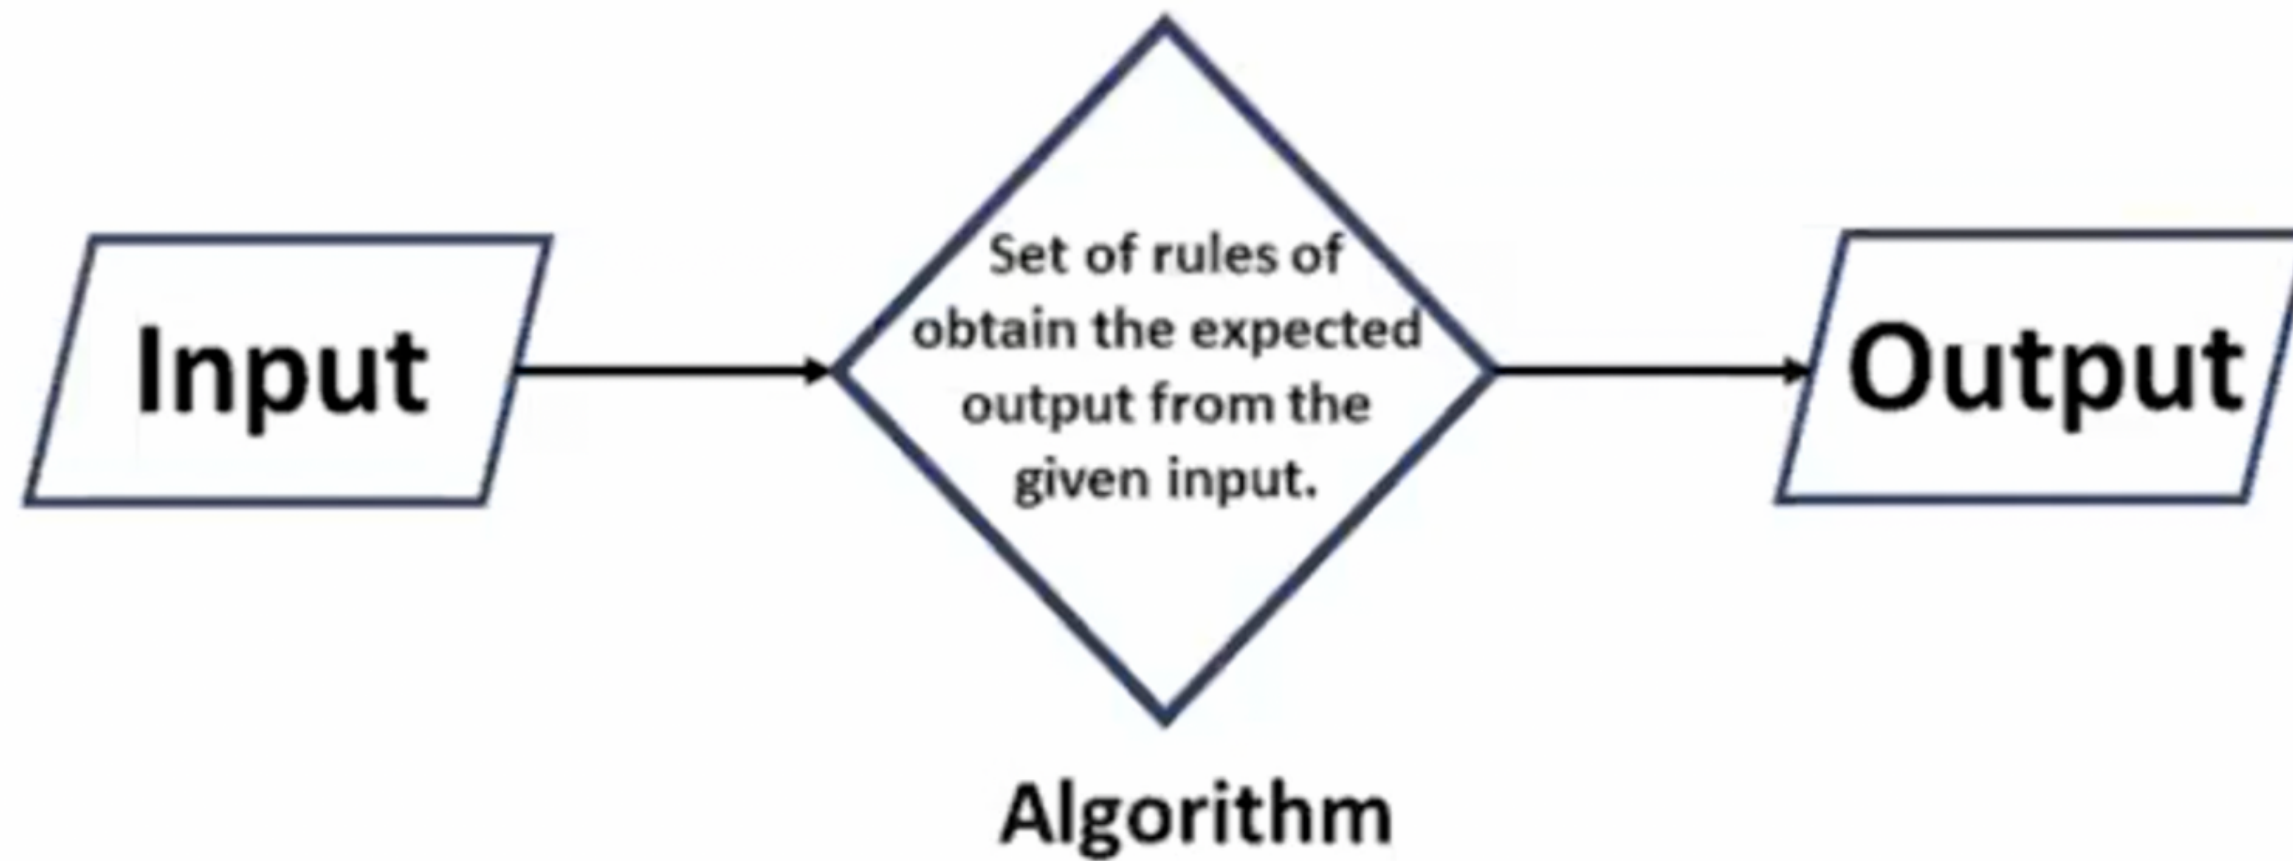 Input
Set of rules of
obtain the expected
output from the
given input.
Output
Algorithm